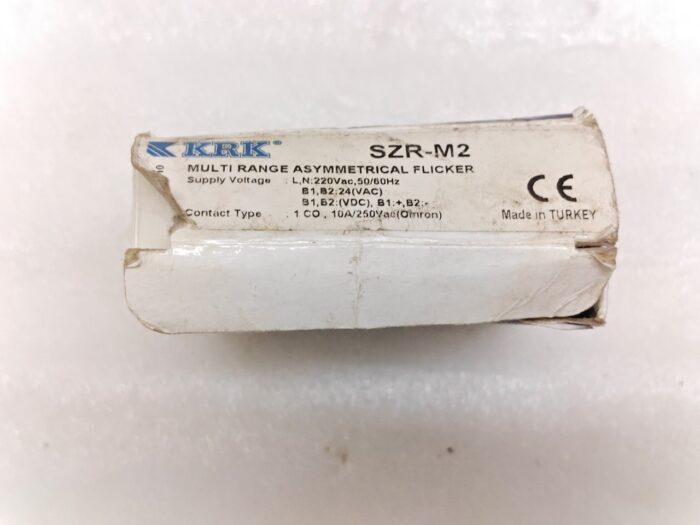 KRK® SZR-M2
MULTI RANGE ASYMMETRICAL FLICKER
Supply Voltage : L,N:220Vac,50/60Hz
B1,B2:24(VAC)
B1,B2:(VDC), B1:+,B2:-
Contact Type : 1 CO., 10A/250Vac(Omron)
CE
Made in TURKEY